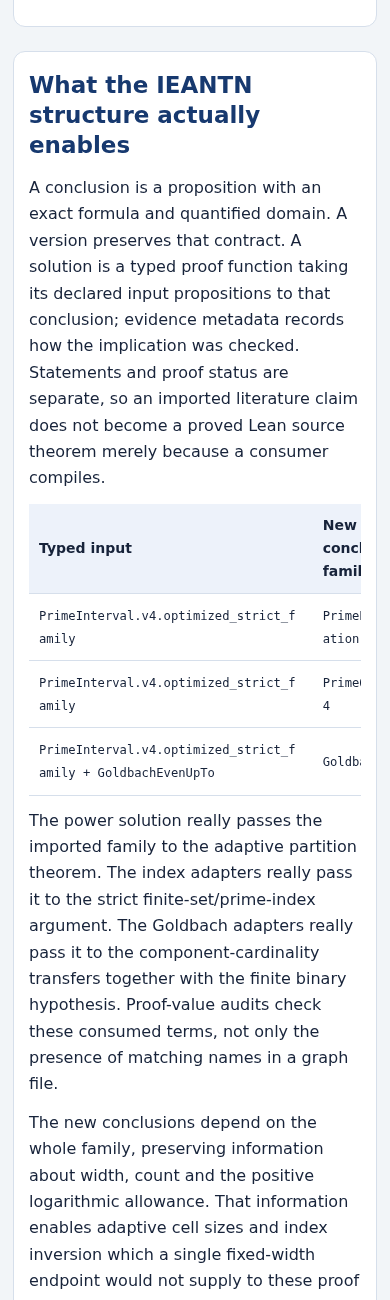 What the IEANTN
structure actually
enables
A conclusion is a proposition with an
exact formula and quantified domain. A
version preserves that contract. A
solution is a typed proof function taking
its declared input propositions to that
conclusion; evidence metadata records
how the implication was checked.
Statements and proof status are
separate, so an imported literature claim
does not become a proved Lean source
theorem merely because a consumer
compiles.
Typed input
New
PrimeInterval.v4.optimized_strict_f
amily
ation
PrimeInterval.v4.optimized_strict_f
amily
4
PrimeInterval.v4.optimized_strict_f
amily + GoldbachEvenUpTo
The power solution really passes the
imported family to the adaptive partition
theorem. The index adapters really pass
it to the strict finite-set/prime-index
argument. The Goldbach adapters really
pass it to the component-cardinality
transfers together with the finite binary
hypothesis. Proof-value audits check
these consumed terms, not only the
presence of matching names in a graph
file.
The new conclusions depend on the
whole family, preserving information
about width, count and the positive
logarithmic allowance. That information
enables adaptive cell sizes and index
inversion which a single fixed-width
endpoint would not supply to these proof